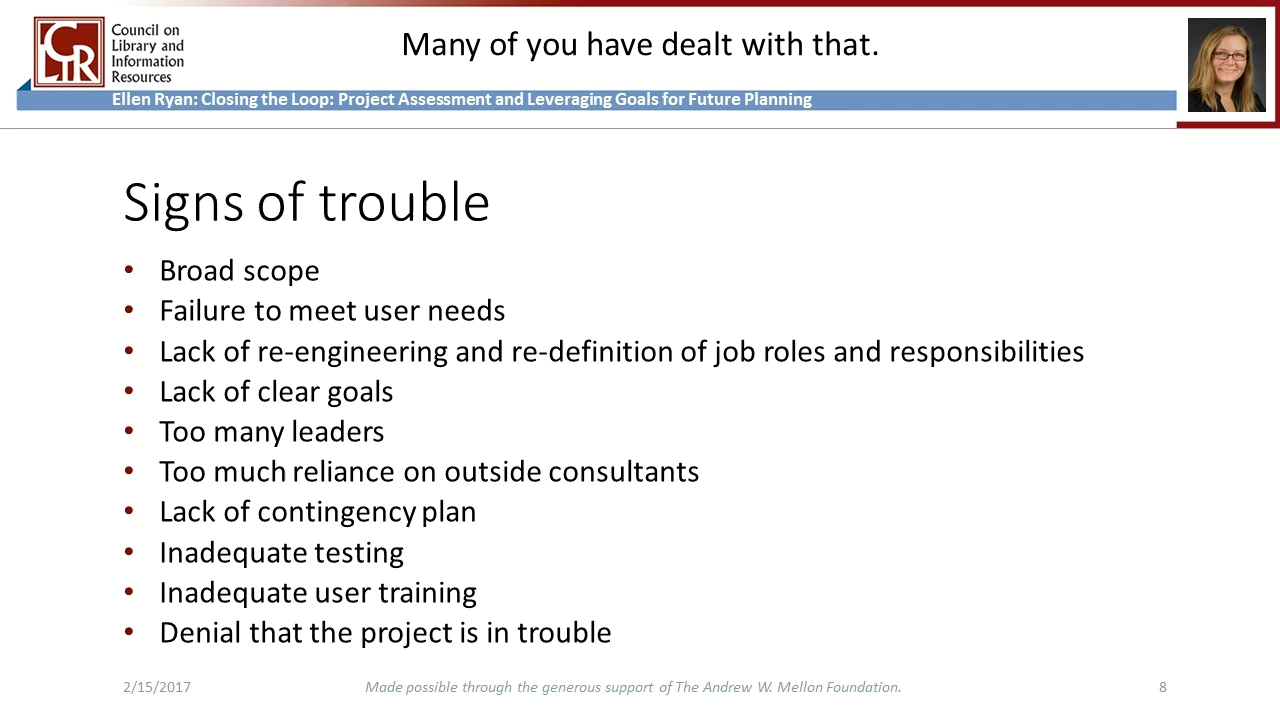 CLIR
Council on
Library and
Information
Resources
Many of you have dealt with that.
Ellen Ryan: Closing the Loop: Project Assessment and Leveraging Goals for Future Planning
Signs of trouble
• Broad scope
• Failure to meet user needs
• Lack of re-engineering and re-definition of job roles and responsibilities
• Lack of clear goals
• Too many leaders
• Too much reliance on outside consultants
• Lack of contingency plan
• Inadequate testing
• Inadequate user training
• Denial that the project is in trouble
2/15/2017
Made possible through the generous support of The Andrew W. Mellon Foundation.
8